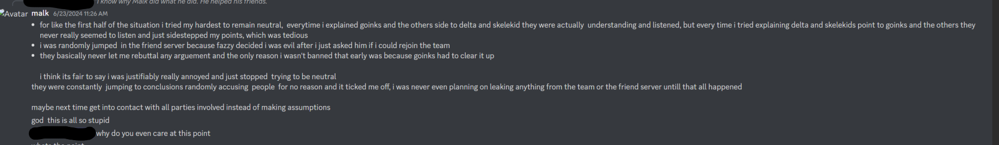 I know why Malk did what he did. He helped his friends.
Avatar malk 6/23/2024 11:26 AM
• for like the first half of the situation i tried my hardest to remain neutral, everytime i explained goinks and the others side to delta and skelekid they were actually understanding and listened, but every time i tried explaining delta and skelekids point to goinks and the others they
never really seemed to listen and just sidestepped my points, which was tedious
• i was randomly jumped in the friend server because fazzy decided i was evil after i just asked him if i could rejoin the team
• they basically never let me rebuttal any arguement and the only reason i wasn't banned that early was because goinks had to clear it up
i think its fair to say i was justifiably really annoyed and just stopped trying to be neutral
they were constantly jumping to conclusions randomly accusing people for no reason and it ticked me off, i was never even planning on leaking anything from the team or the friend server untill that all happened
maybe next time get into contact with all parties involved instead of making assumptions
god this is all so stupid
why do you even care at this point
whats the point